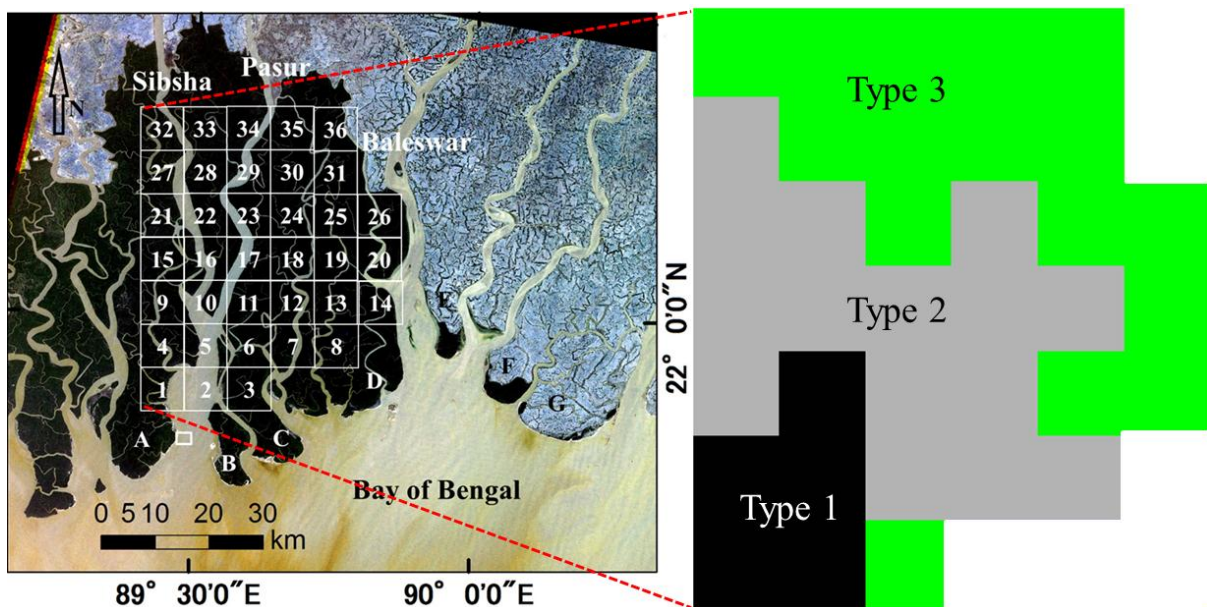 Sibsha
Pasur
N
32 33 34 35 36
Baleswar
27 28 29 30 31
21 22 23 24 25 26
15 16 17 18 19 20
9 10 11 12 13 14
E
4 5 6 7 8
F
D
1 2 3
G
A
B
C
Bay of Bengal
0 5 10 20 30
km
89° 30'0"E
90° 0'0"E
22° 0'0"N
Type 3
Type 2
Type 1